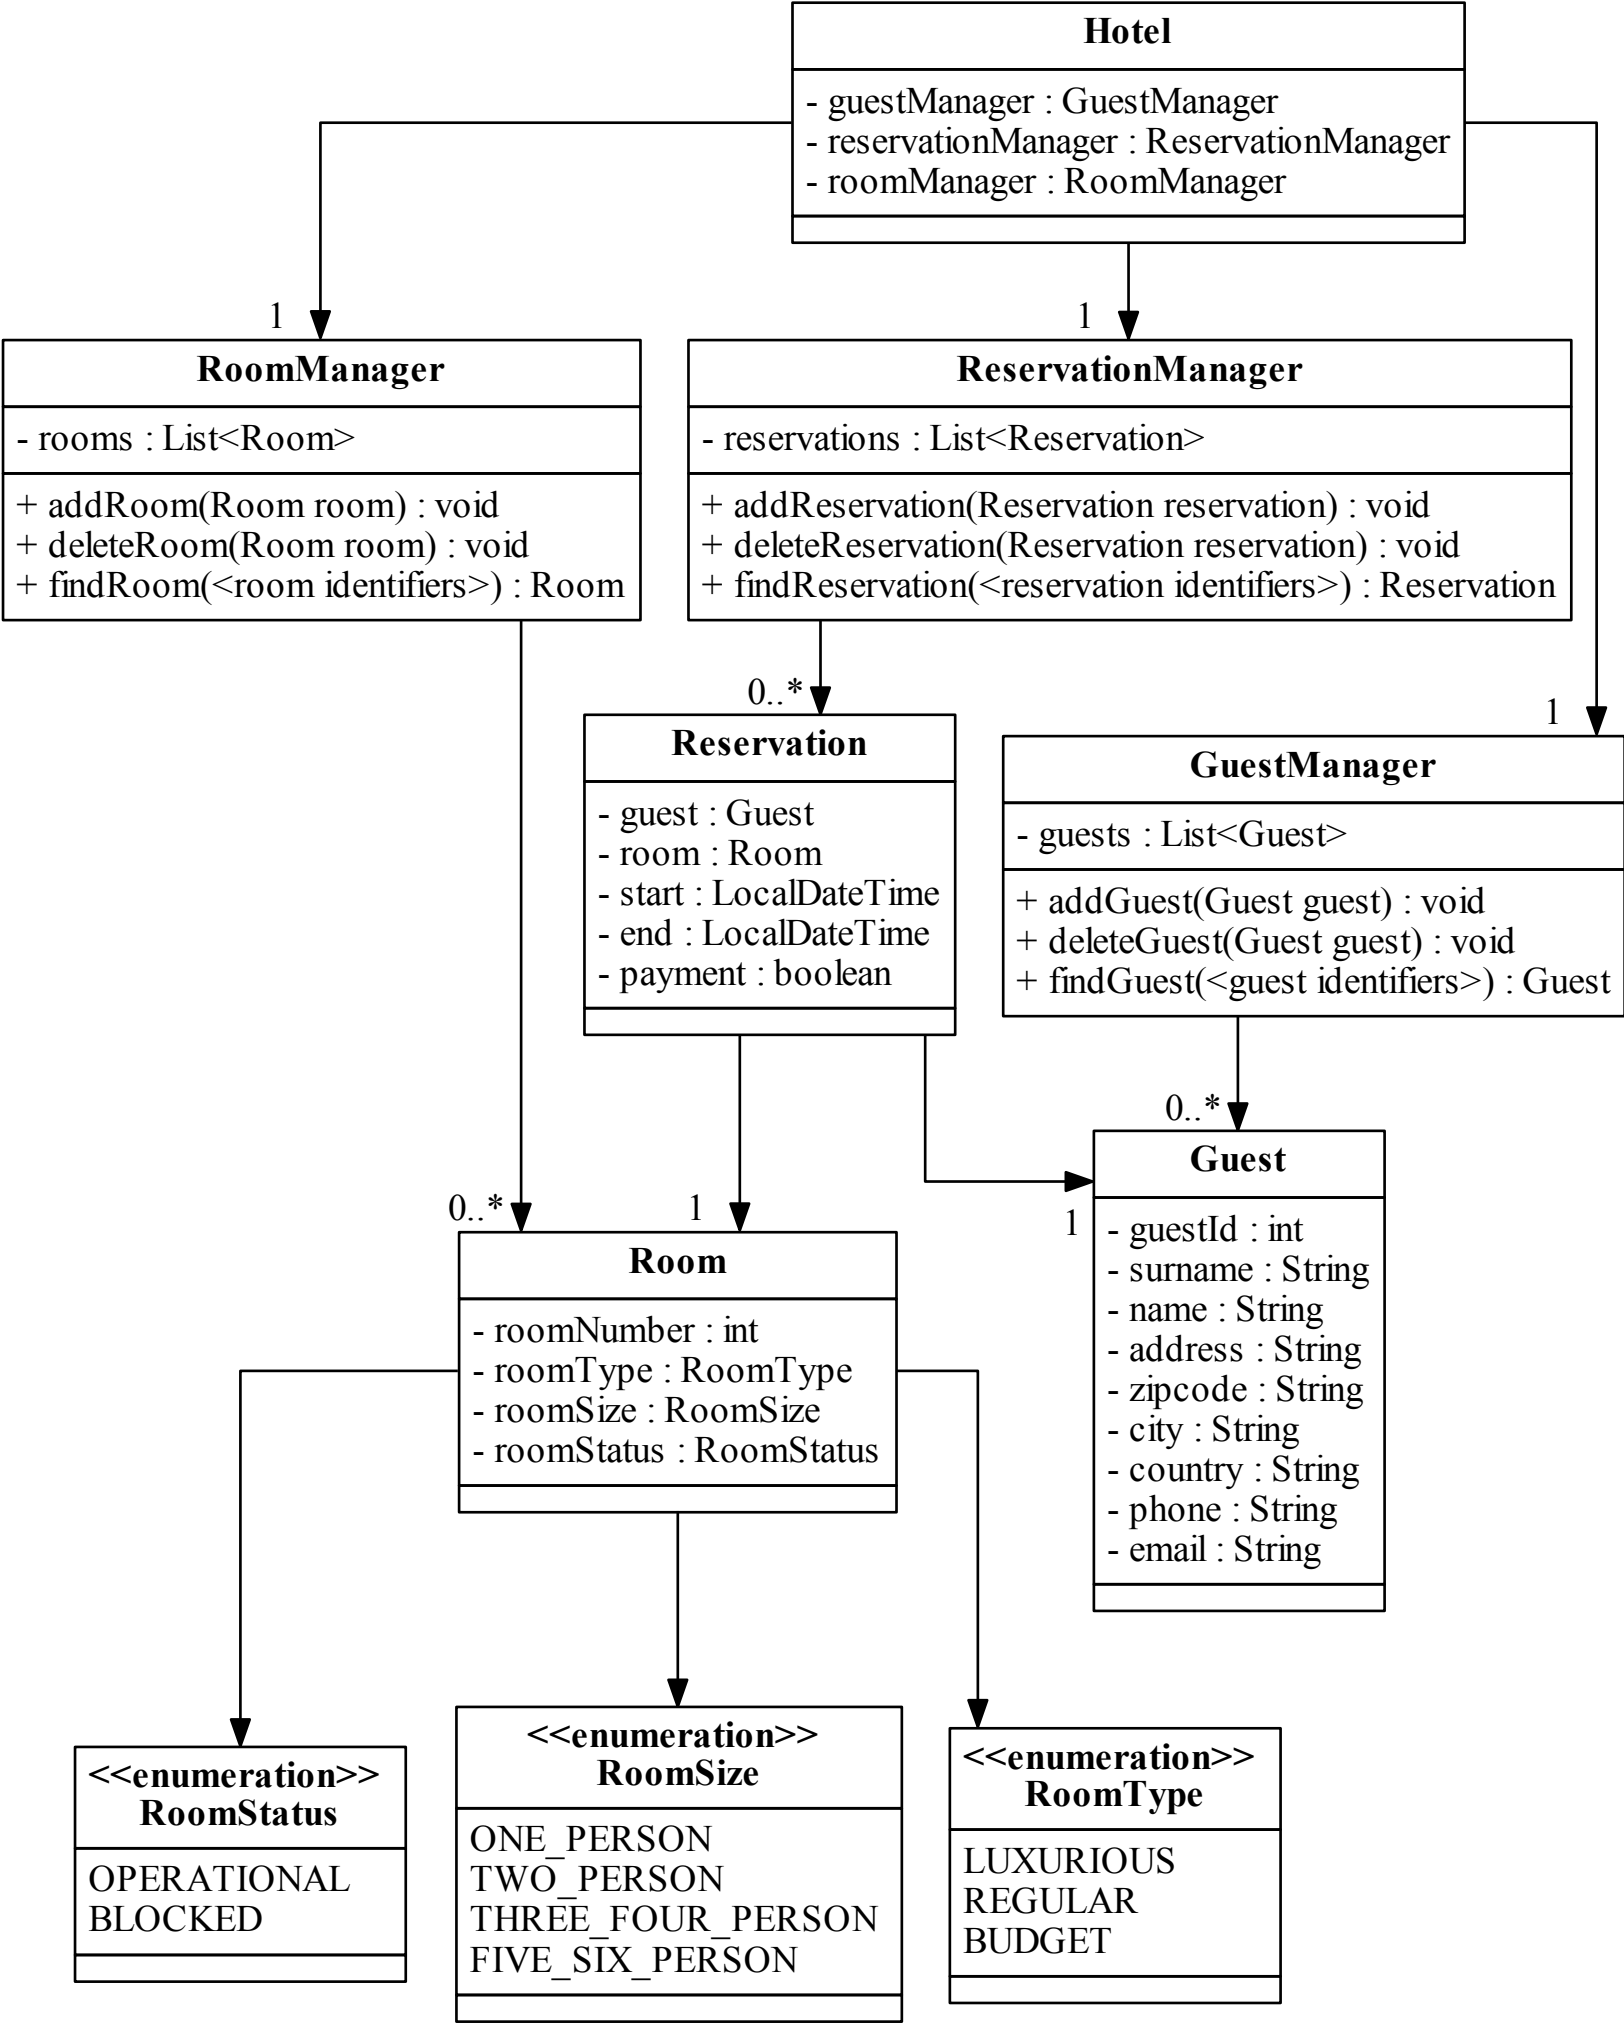 Hotel
- guestManager : GuestManager
- reservationManager : ReservationManager
- roomManager : RoomManager
1
1
RoomManager
- rooms : List<Room>
+ addRoom(Room room) : void
+ deleteRoom(Room room) : void
+ findRoom(<room identifiers>) : Room
ReservationManager
- reservations : List<Reservation>
+ addReservation(Reservation reservation) : void
+ deleteReservation(Reservation reservation) : void
+ findReservation(<reservation identifiers>) : Reservation
0..*
1
Reservation
- guest : Guest
- room : Room
- start : LocalDateTime
- end : LocalDateTime
- payment : boolean
GuestManager
- guests : List<Guest>
+ addGuest(Guest guest) : void
+ deleteGuest(Guest guest) : void
+ findGuest(<guest identifiers>) : Guest
0..*
0..*
1
1
Room
- roomNumber : int
- roomType : RoomType
- roomSize : RoomSize
- roomStatus : RoomStatus
Guest
- guestId : int
- surname : String
- name : String
- address : String
- zipcode : String
- city : String
- country : String
- phone : String
- email : String
<<enumeration>>
RoomStatus
OPERATIONAL
BLOCKED
<<enumeration>>
RoomSize
ONE_PERSON
TWO_PERSON
THREE_FOUR_PERSON
FIVE_SIX_PERSON
<<enumeration>>
RoomType
LUXURIOUS
REGULAR
BUDGET